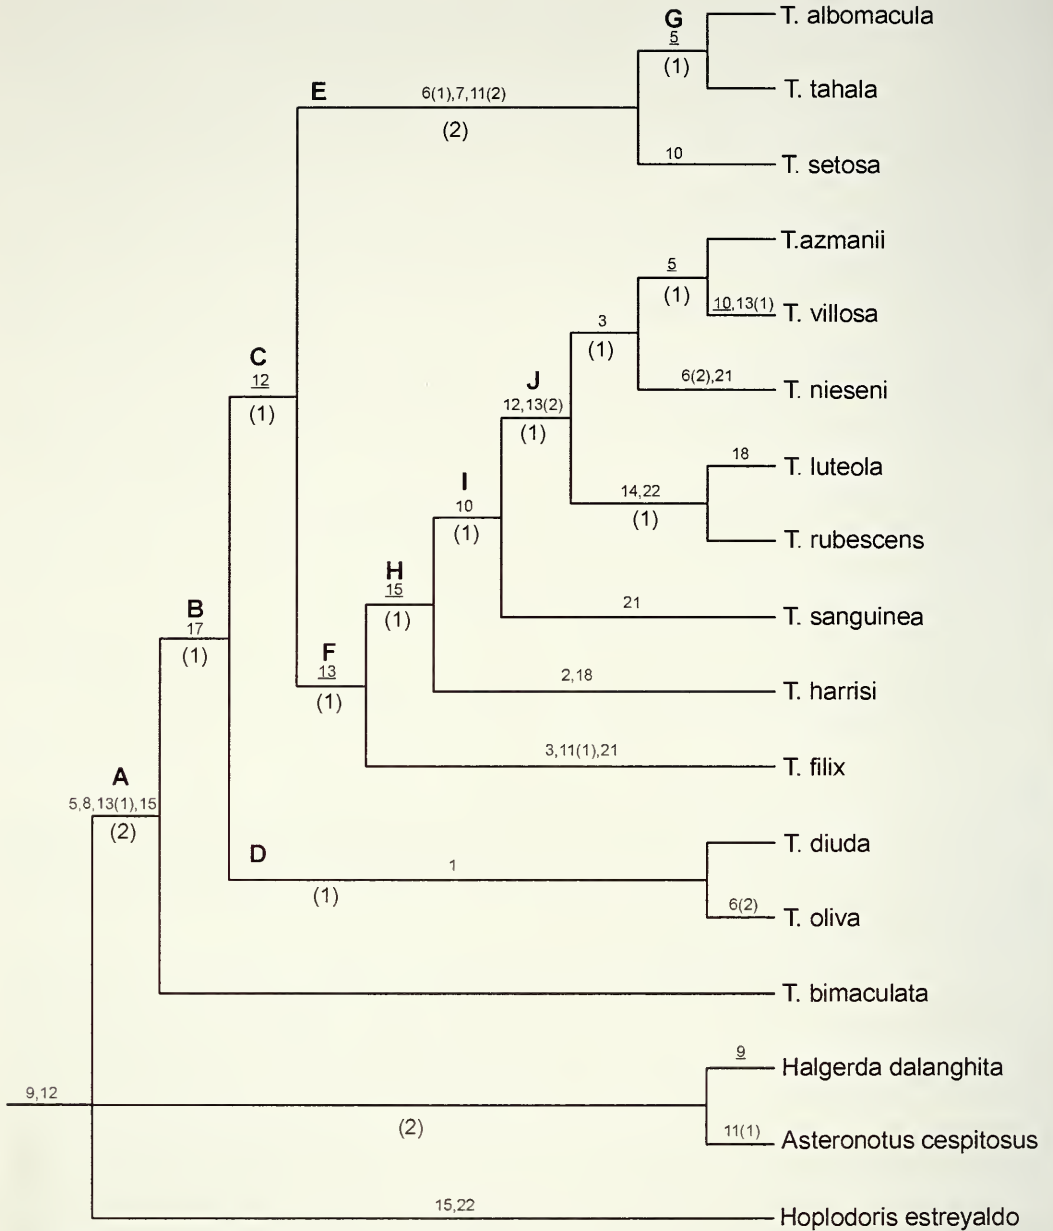 G
5
(1)
T. albomacula
T. tahala
E
6(1),7,11(2)
(2)
10
T. setosa
T.azmanii
5
(1)
10,13(1)
T. villosa
3
(1)
6(2),21
T. nieseni
C
12
(1)
J
12,13(2)
(1)
18
T. luteola
14,22
(1)
T. rubescens
I
10
(1)
21
T. sanguinea
H
15
(1)
B
17
(1)
F
13
(1)
2,18
T. harrisi
3,11(1),21
T. filix
A
5,8,13(1),15
(2)
D
1
(1)
T. diuda
6(2)
T. oliva
T. bimaculata
9
Halgerda dalanghita
9,12
(2)
11(1)
Asteronotus cespitosus
15,22
Hoplodoris estreyaldo